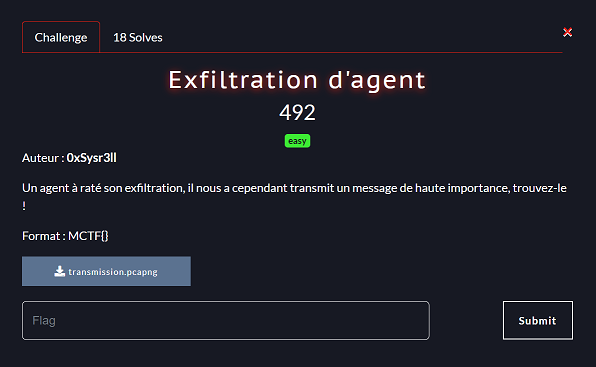 Challenge
18 Solves
×
Exfiltration d'agent
492
easy
Auteur : 0xSysr3ll
Un agent à raté son exfiltration, il nous a cependant transmit un message de haute importance, trouvez-le
!
Format : MCTF{}
transmission.pcapng
Flag
Submit